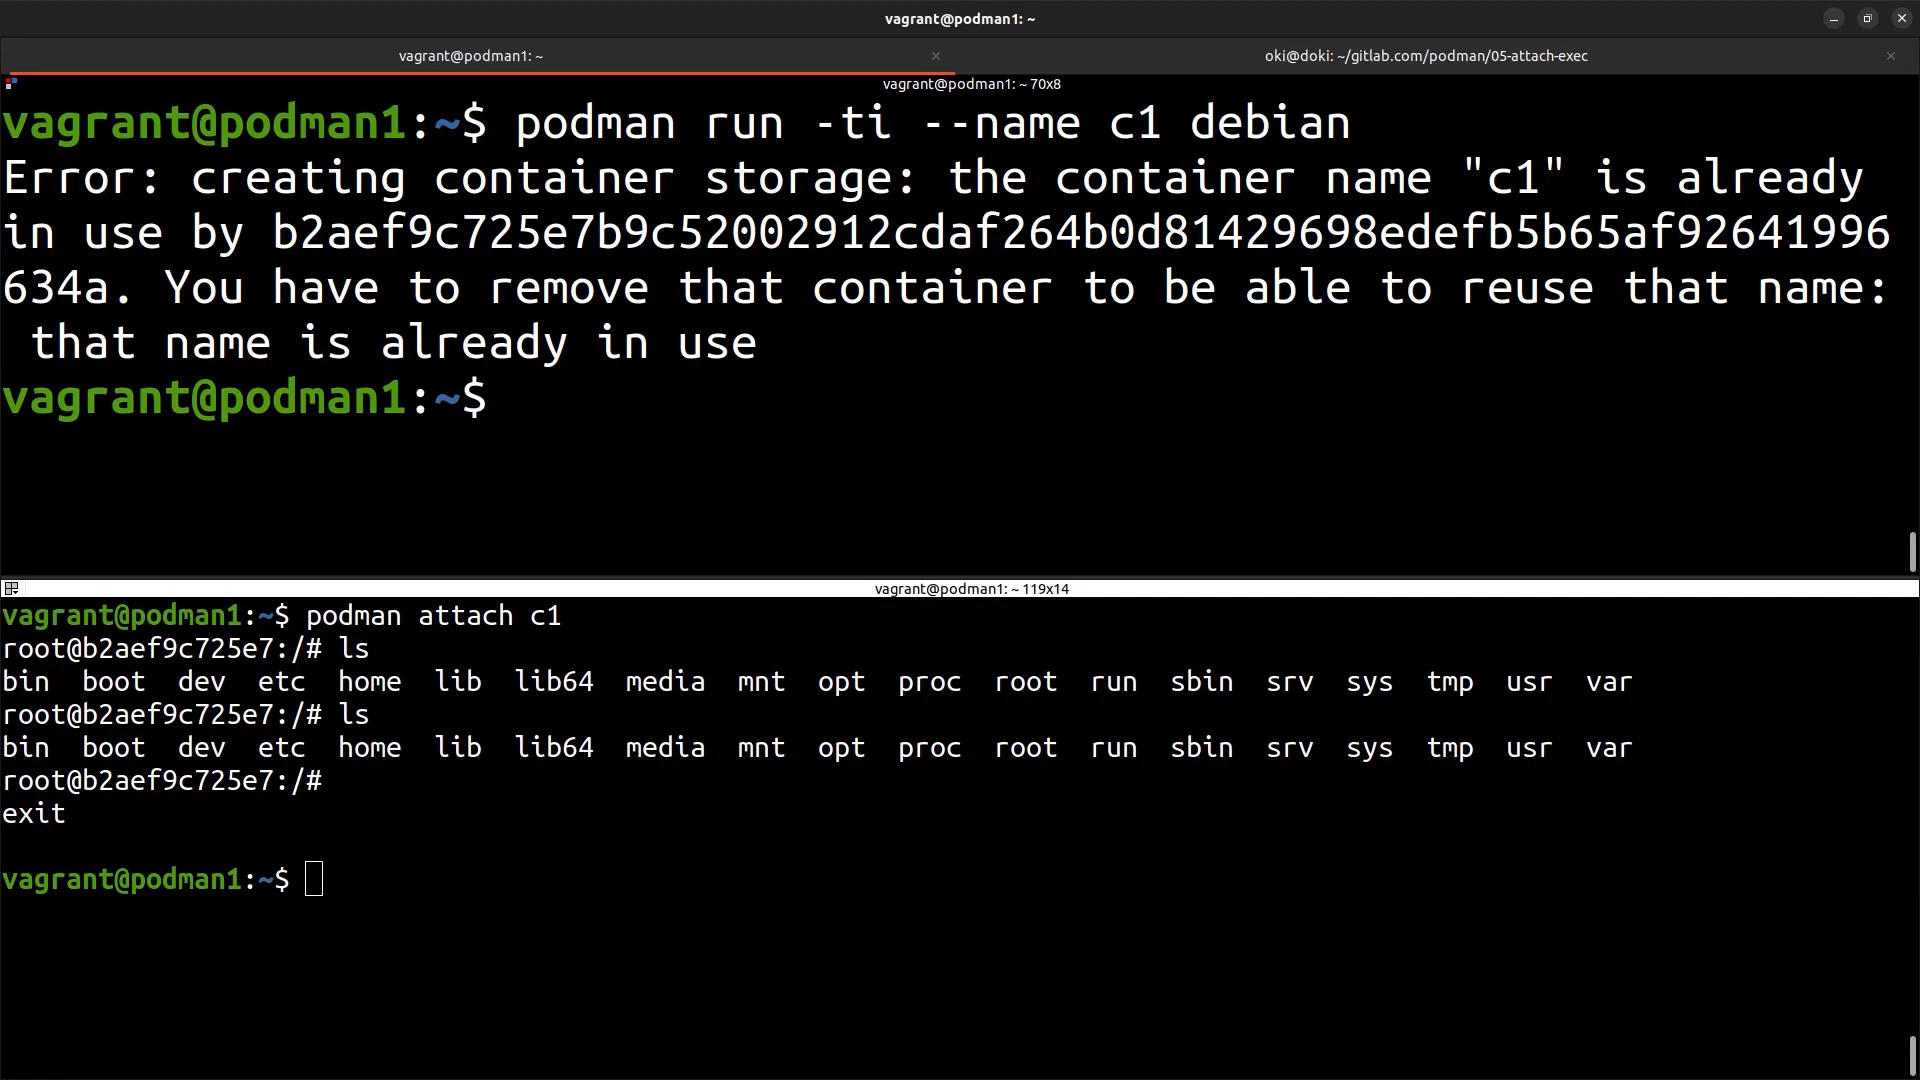 vagrant@podman1: ~
vagrant@podman1: ~
oki@doki: ~/gitlab.com/podman/05-attach-exec
vagrant@podman1: ~ 70x8
vagrant@podman1:~$ podman run -ti --name c1 debian
Error: creating container storage: the container name "c1" is already
in use by b2aef9c725e7b9c52002912cdaf264b0d81429698edefb5b65af92641996
634a. You have to remove that container to be able to reuse that name:
 that name is already in use
vagrant@podman1:~$
vagrant@podman1: ~ 119x14
vagrant@podman1:~$ podman attach c1
root@b2aef9c725e7:/# ls
bin  boot  dev  etc  home  lib  lib64  media  mnt  opt  proc  root  run  sbin  srv  sys  tmp  usr  var
root@b2aef9c725e7:/# ls
bin  boot  dev  etc  home  lib  lib64  media  mnt  opt  proc  root  run  sbin  srv  sys  tmp  usr  var
root@b2aef9c725e7:/#
exit
vagrant@podman1:~$